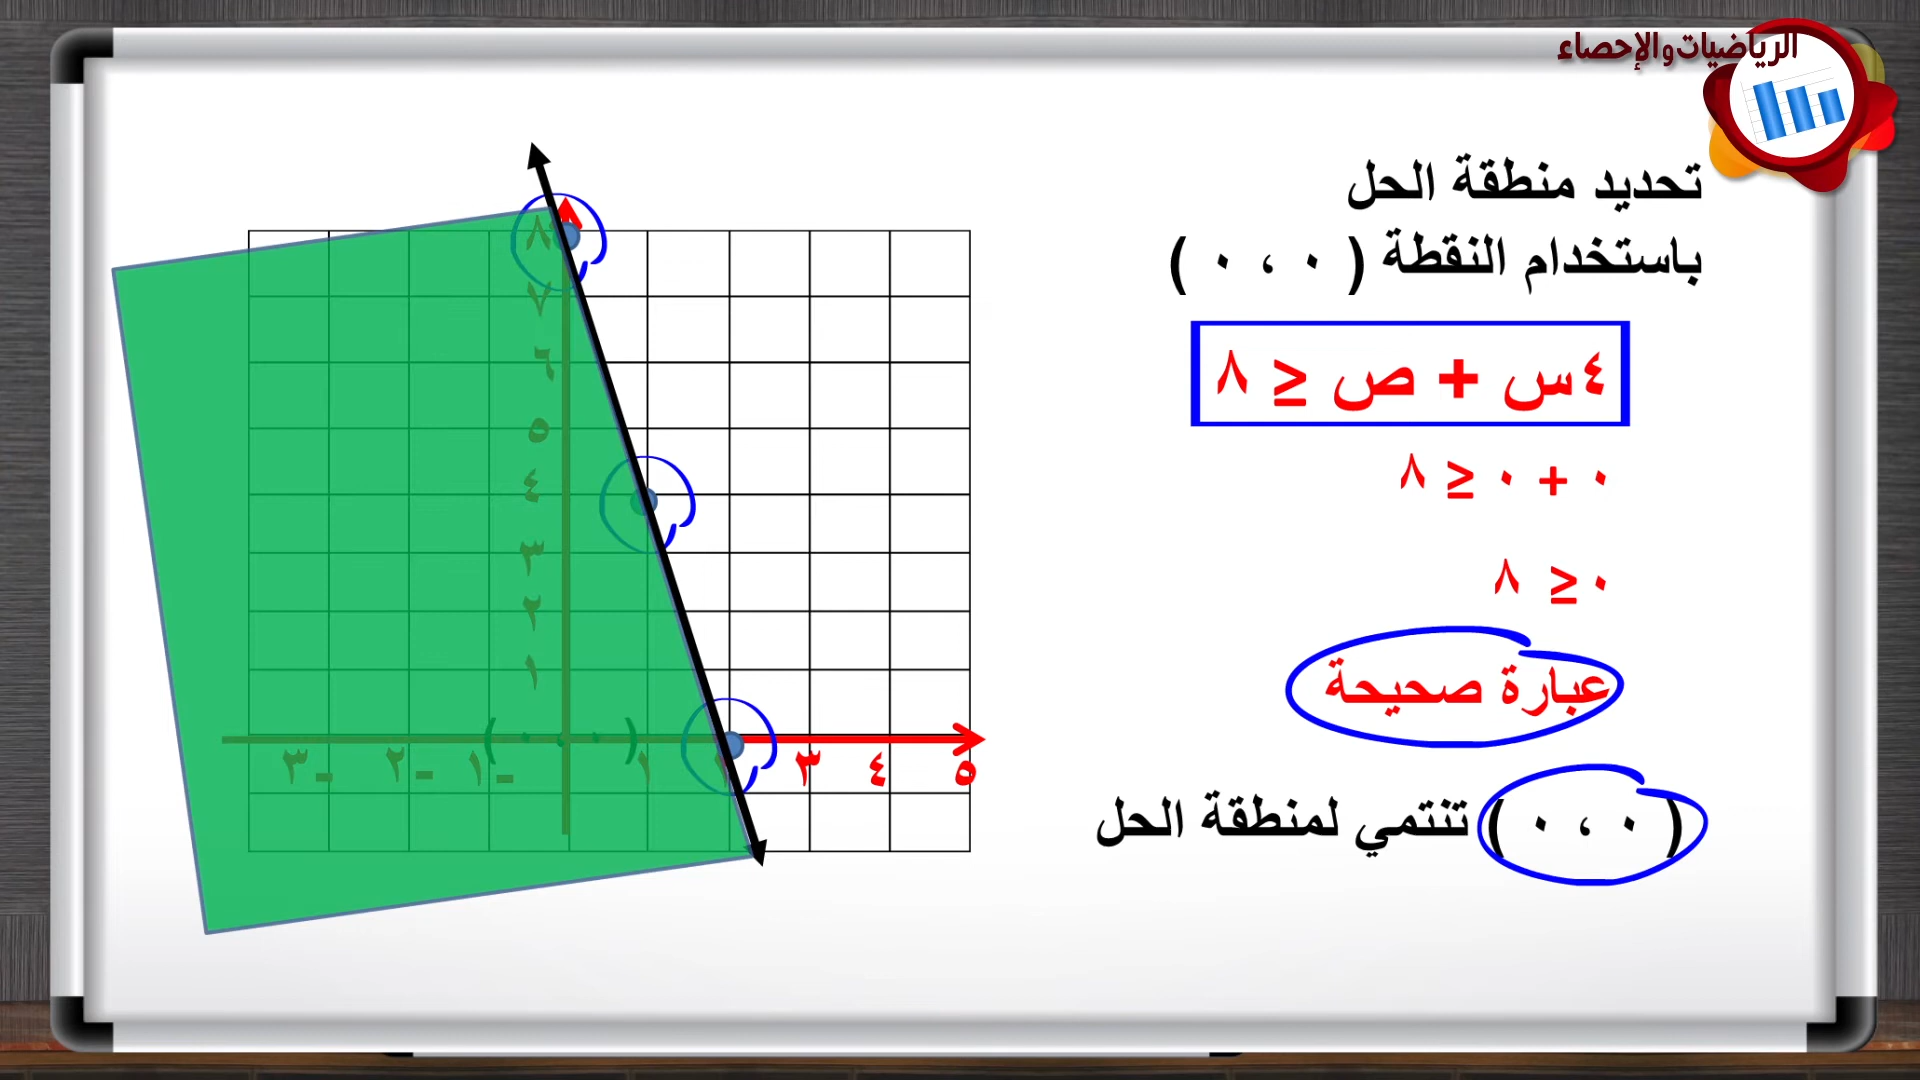 الرياضيات والإحصاء
تحديد منطقة الحل
باستخدام النقطة ( ٠ ، ٠ )
٤س + ص ≥ ٨
٠ + ٠ ≥ ٨
٠ ≥ ٨
عبارة صحيحة
( ٠ ، ٠ ) تنتمي لمنطقة الحل
٨
٧
٦
٥
٤
٣
٢
١
( ٠ ، ٠ )
٣- ٢- ١- ١ ٢ ٣ ٤ ٥